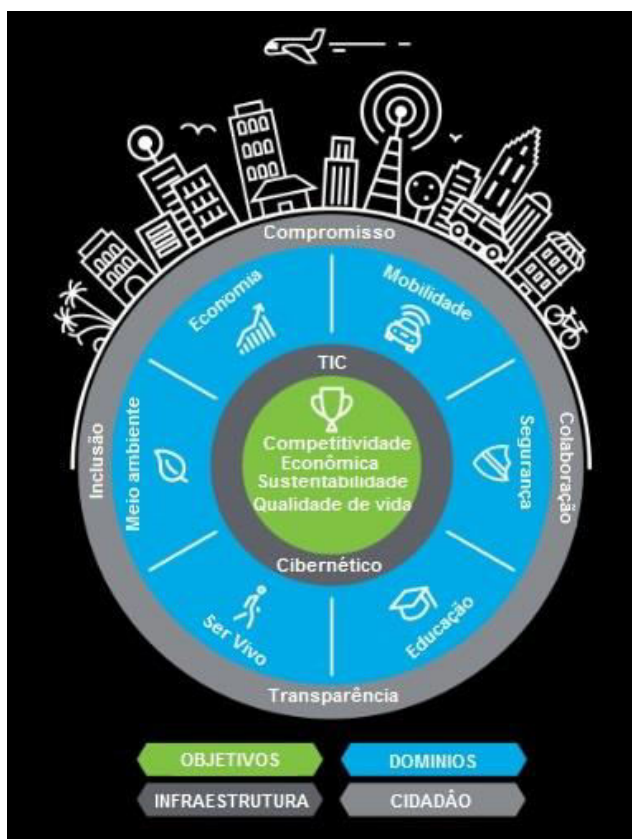 Compromisso
Economia
Mobilidade
TIC
Competitividade
Econômica
Sustentabilidade
Qualidade de vida
Inclusão
Meio ambiente
Segurança
Colaboração
Cibernético
Ser Vivo
Educação
Transparência
OBJETIVOS
DOMINIOS
INFRAESTRUTURA
CIDADÂO